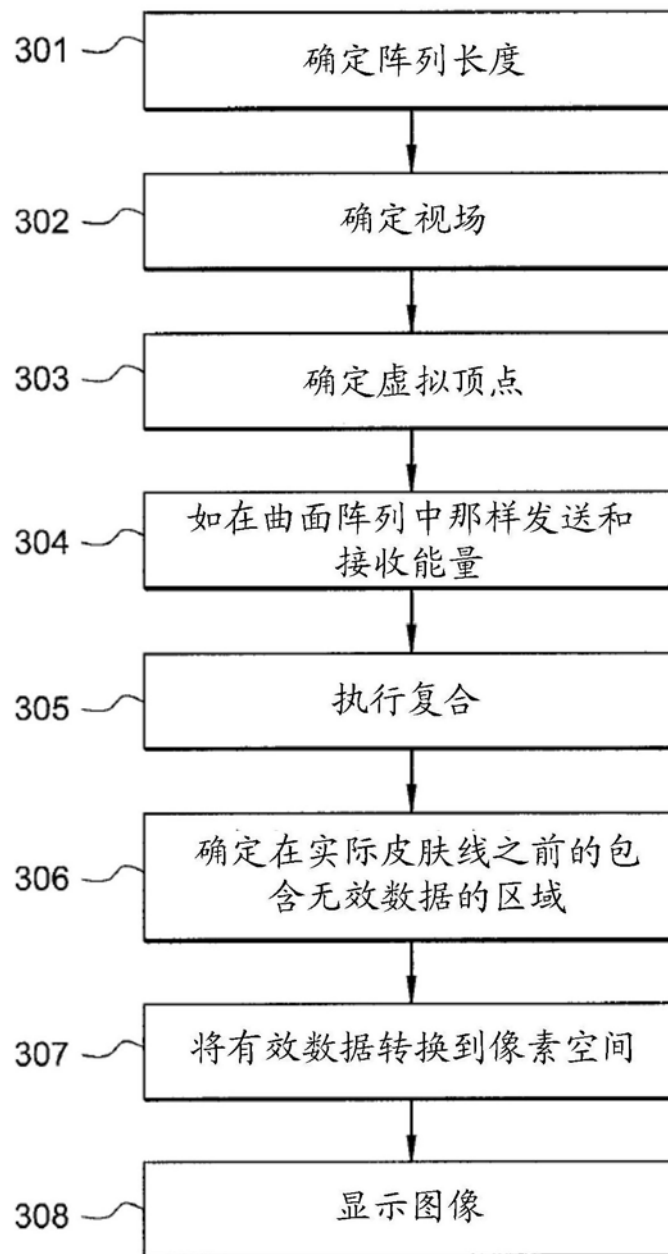 301
确定阵列长度
302
确定视场
303
确定虚拟顶点
304
如在曲面阵列中那样发送和
接收能量
305
执行复合
306
确定在实际皮肤线之前的包
含无效数据的区域
307
将有效数据转换到像素空间
308
显示图像